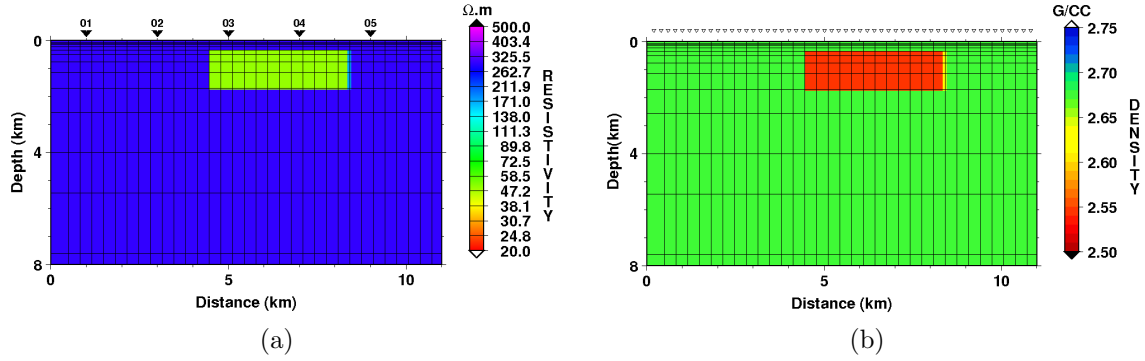 Ω.m
01 02 03 04 05
0
4
8
Depth (km)
0 5 10
Distance (km)
500.0
403.4
325.5
262.7
211.9
171.0
138.0
111.3
89.8
72.5
58.5
47.2
38.1
30.7
24.8
20.0
RESISTIVITY
(a)
G/CC
0
4
8
Depth(km)
0 5 10
Distance (km)
2.75
2.70
2.65
2.60
2.55
2.50
DENSITY
(b)